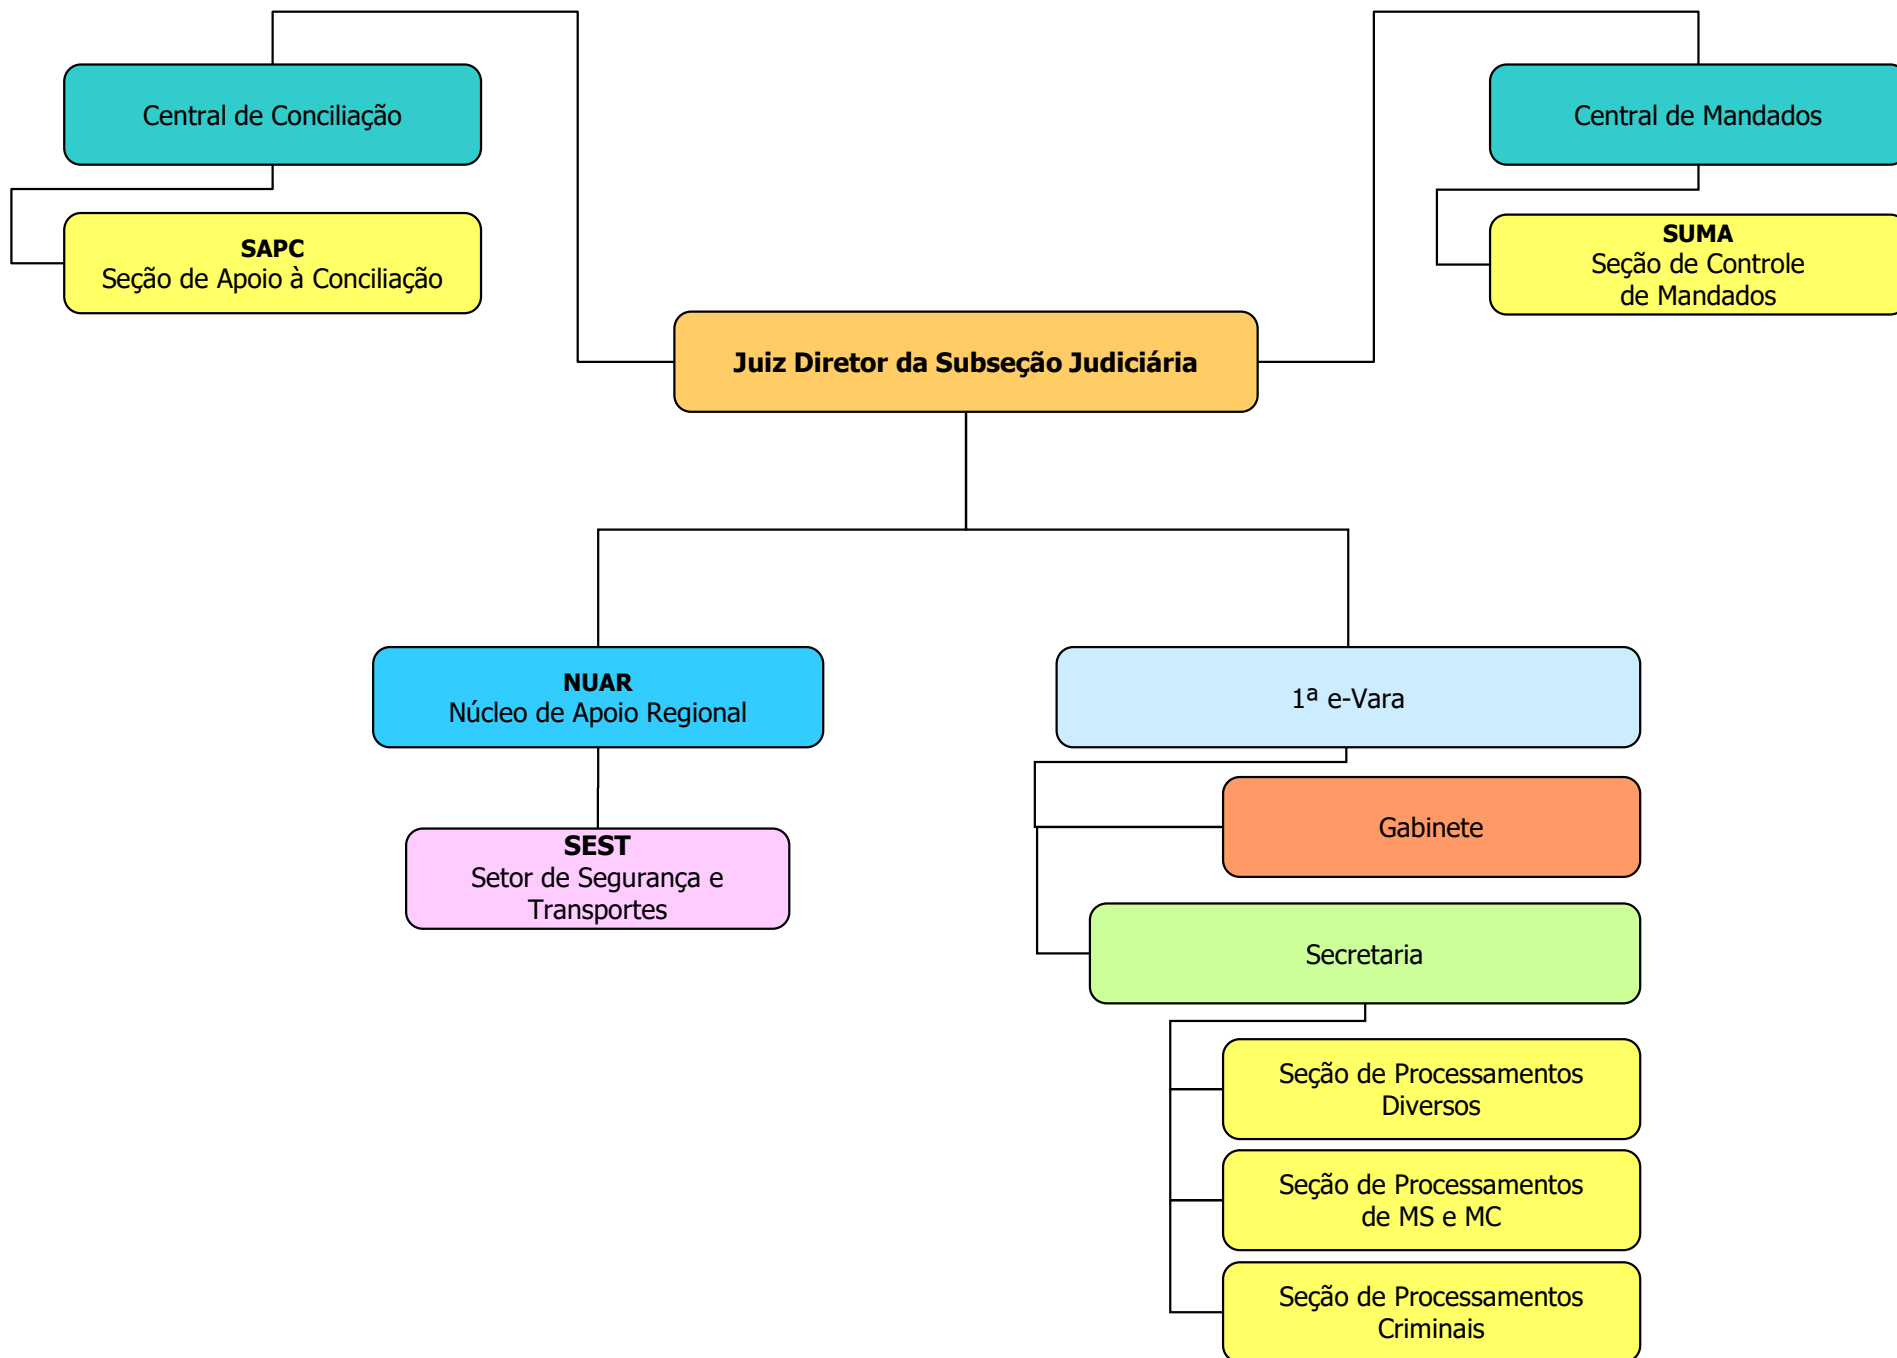 Central de Conciliação
Central de Mandados
SAPC
Seção de Apoio à Conciliação
SUMA
Seção de Controle
de Mandados
Juiz Diretor da Subseção Judiciária
NUAR
Núcleo de Apoio Regional
1ª e-Vara
SEST
Setor de Segurança e
Transportes
Gabinete
Secretaria
Seção de Processamentos
Diversos
Seção de Processamentos
de MS e MC
Seção de Processamentos
Criminais